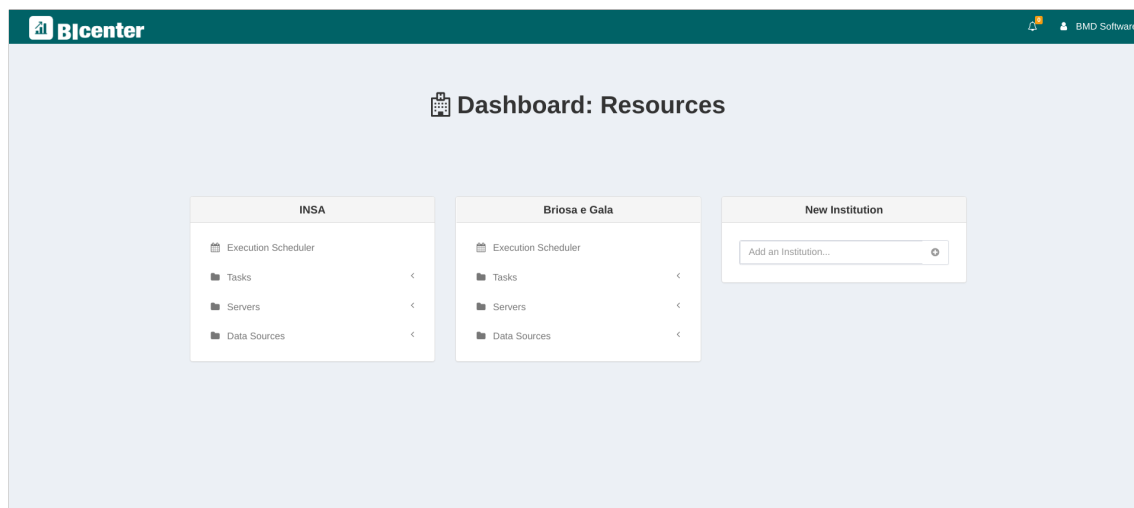 BIcenter
0
BMD Software
Dashboard: Resources
INSA
Execution Scheduler
Tasks
Servers
Data Sources
Briosa e Gala
Execution Scheduler
Tasks
Servers
Data Sources
New Institution
Add an Institution...